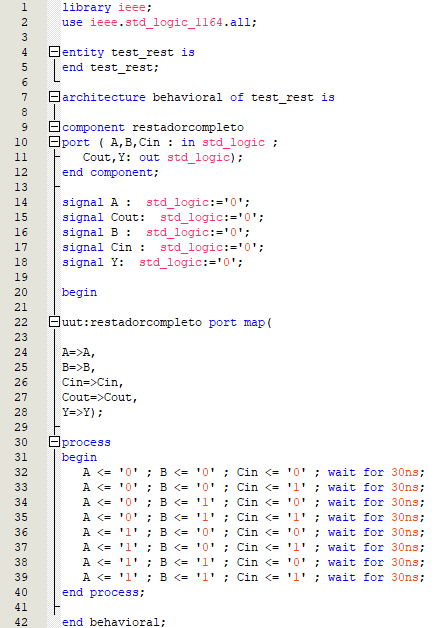 1 library ieee;
2 use ieee.std_logic_1164.all;
3
4 entity test_rest is
5 end test_rest;
6
7 architecture behavioral of test_rest is
8
9 component restadorcompleto
10 port ( A,B,Cin : in std_logic ;
11 Cout,Y: out std_logic);
12 end component;
13
14 signal A : std_logic:='0';
15 signal Cout: std_logic:='0';
16 signal B : std_logic:='0';
17 signal Cin : std_logic:='0';
18 signal Y: std_logic:='0';
19
20 begin
21
22 uut:restadorcompleto port map(
23
24 A=>A,
25 B=>B,
26 Cin=>Cin,
27 Cout=>Cout,
28 Y=>Y);
29
30 process
31 begin
32 A <= '0' ; B <= '0' ; Cin <= '0' ; wait for 30ns;
33 A <= '0' ; B <= '0' ; Cin <= '1' ; wait for 30ns;
34 A <= '0' ; B <= '1' ; Cin <= '0' ; wait for 30ns;
35 A <= '0' ; B <= '1' ; Cin <= '1' ; wait for 30ns;
36 A <= '1' ; B <= '0' ; Cin <= '0' ; wait for 30ns;
37 A <= '1' ; B <= '0' ; Cin <= '1' ; wait for 30ns;
38 A <= '1' ; B <= '1' ; Cin <= '0' ; wait for 30ns;
39 A <= '1' ; B <= '1' ; Cin <= '1' ; wait for 30ns;
40 end process;
41
42 end behavioral;